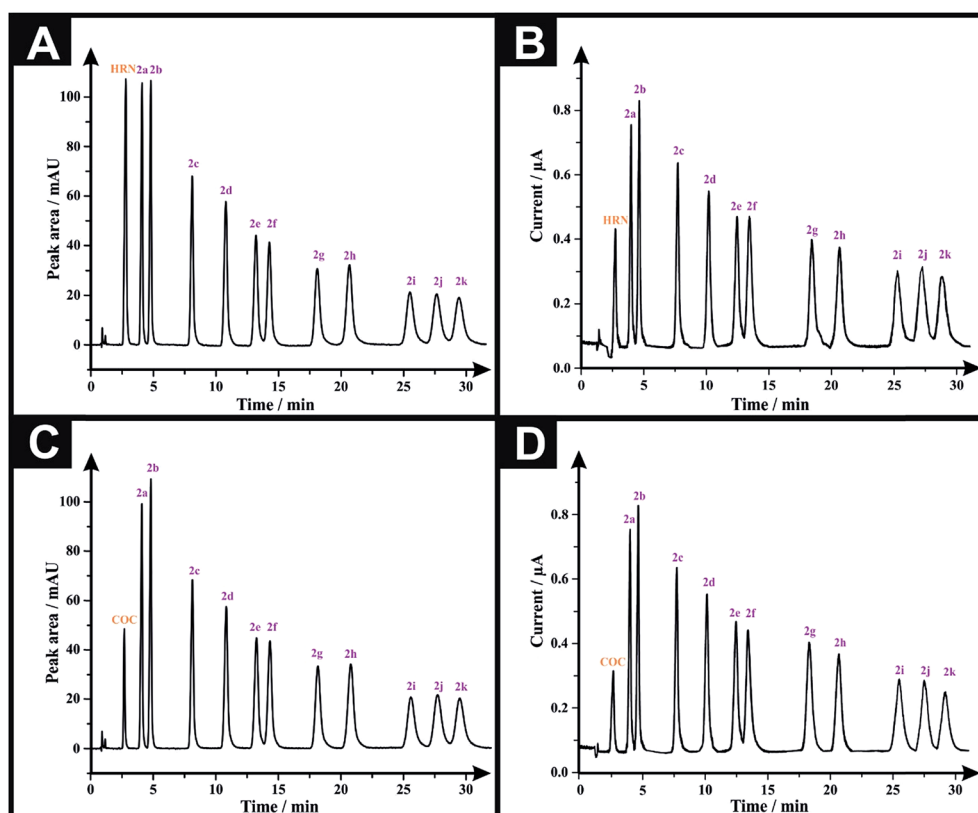 A
HRN 2a 2b
2c
2d
2e 2f
2g 2h
2i 2j 2k
Peak area / mAU
100
80
60
40
20
0
0 5 10 15 20 25 30
Time / min
B
2b
2a
2c
2d
HRN
2e 2f
2g 2h
2i 2j 2k
Current / µA
0.8
0.6
0.4
0.2
0.0
0 5 10 15 20 25 30
Time / min
C
2b
2a
2c
2d
COC
2e 2f
2g 2h
2i 2j 2k
Peak area / mAU
100
80
60
40
20
0
0 5 10 15 20 25 30
Time / min
D
2b
2a
2c
2d
COC
2e 2f
2g 2h
2i 2j 2k
Current / µA
0.8
0.6
0.4
0.2
0.0
0 5 10 15 20 25 30
Time / min